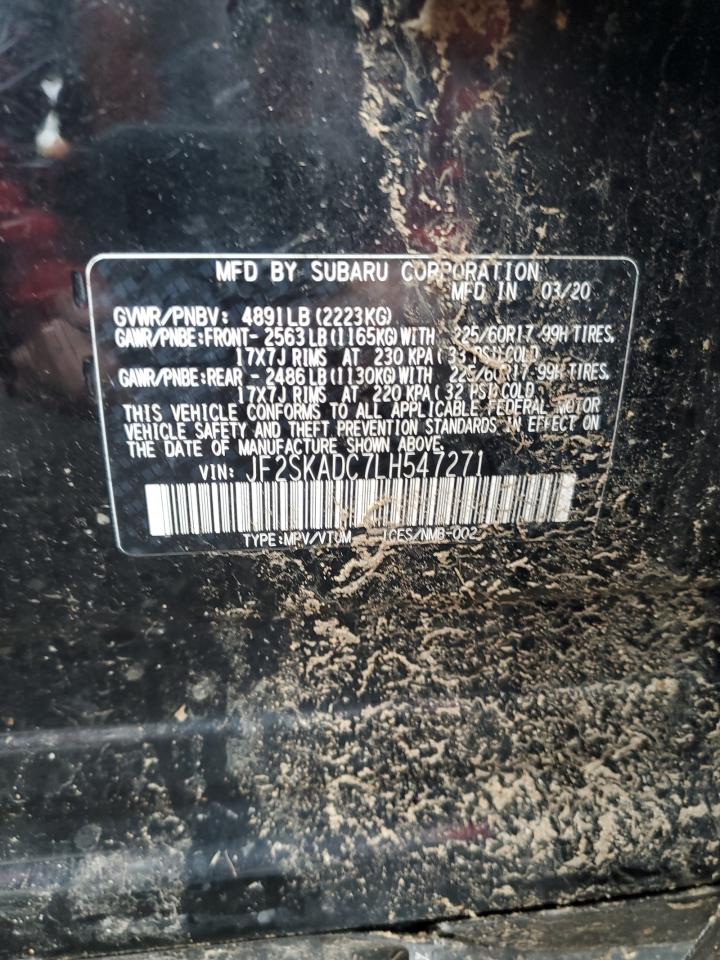 MFD BY SUBARU CORPORATION
MFD IN 03/20
GVWR/PNBV: 4891LB(2223KG)
GAWR/PNBE:FRONT- 2563LB(1165KG)WITH 225/60R17 99H TIRES,
17X7J RIMS AT 230 KPA( 33 PSI)COLD
GAWR/PNBE:REAR - 2486LB(1130KG)WITH 225/60R17 99H TIRES,
17X7J RIMS AT 220 KPA( 32 PSI)COLD
THIS VEHICLE CONFORMS TO ALL APPLICABLE FEDERAL MOTOR
VEHICLE SAFETY AND THEFT PREVENTION STANDARDS IN EFFECT ON
THE DATE OF MANUFACTURE SHOWN ABOVE.
VIN: JF2SKADC7LH547271
TYPE:MPV/VTUM ICES/NMB-002